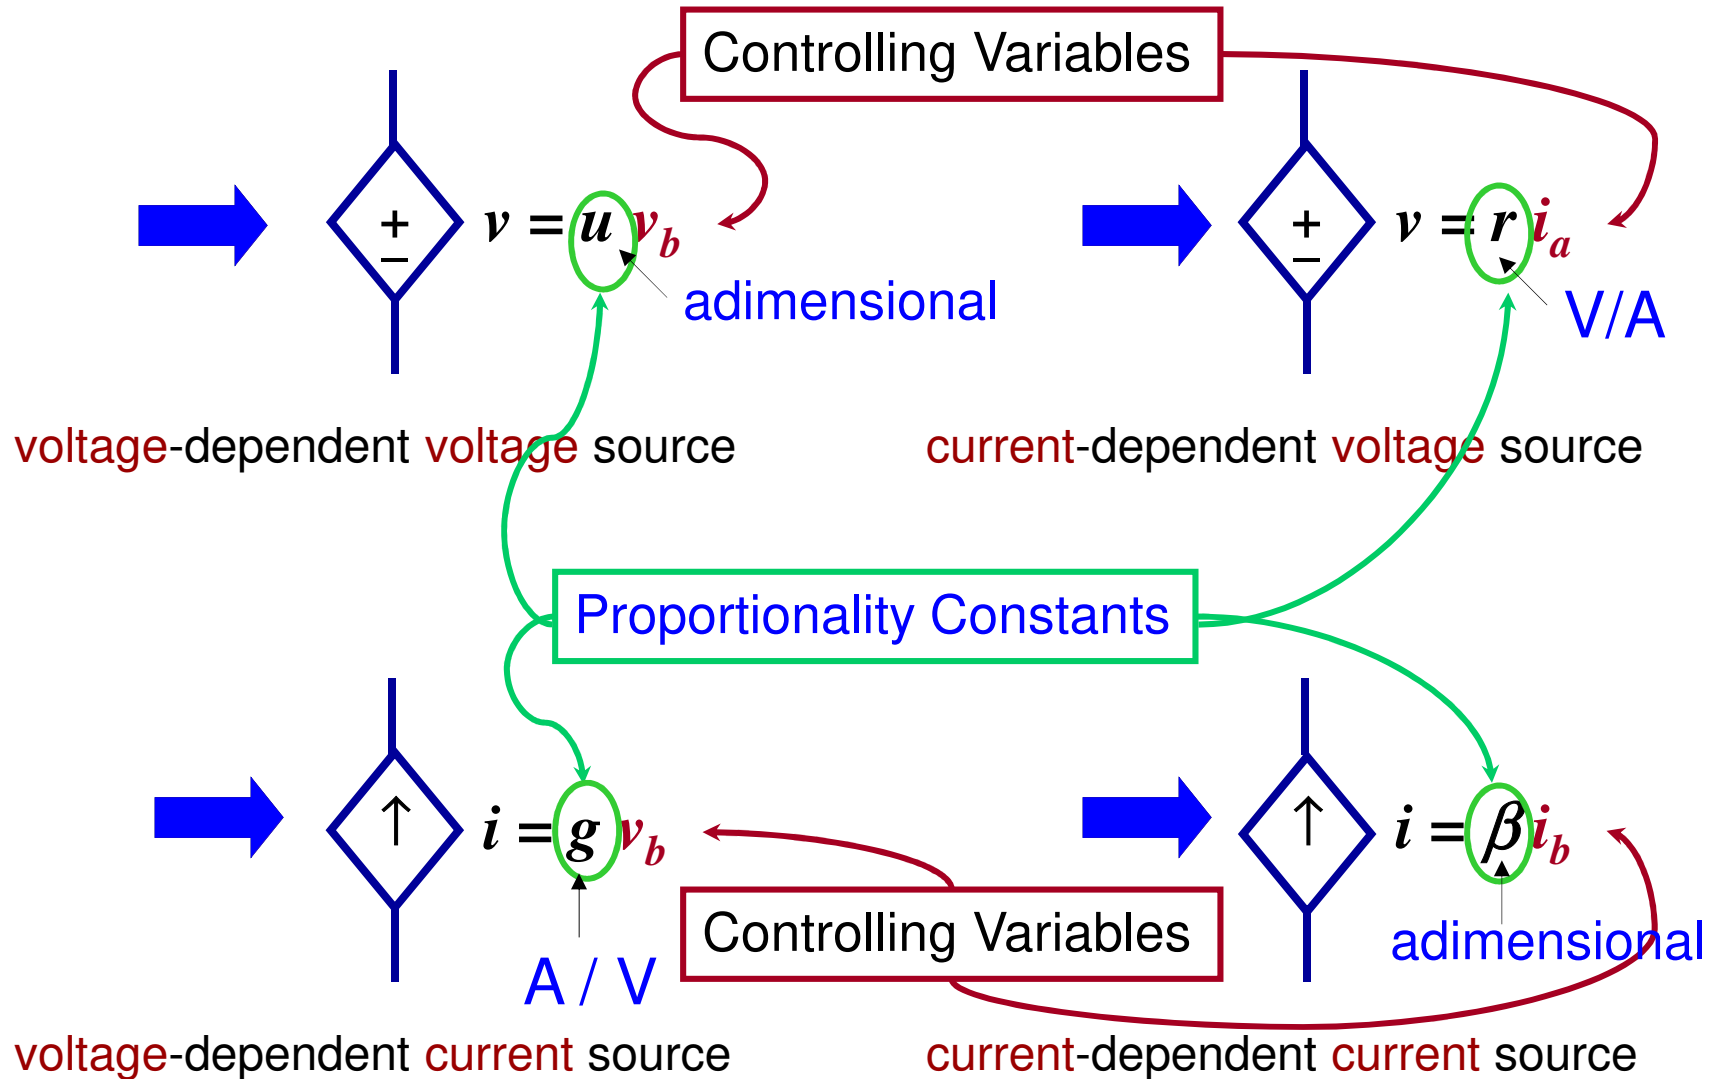 Controlling Variables
+
−
v = u v_b
adimensional
+
−
v = r i_a
V/A
voltage-dependent voltage source
current-dependent voltage source
Proportionality Constants
↑
i = g v_b
A / V
↑
i = β i_b
adimensional
Controlling Variables
voltage-dependent current source
current-dependent current source